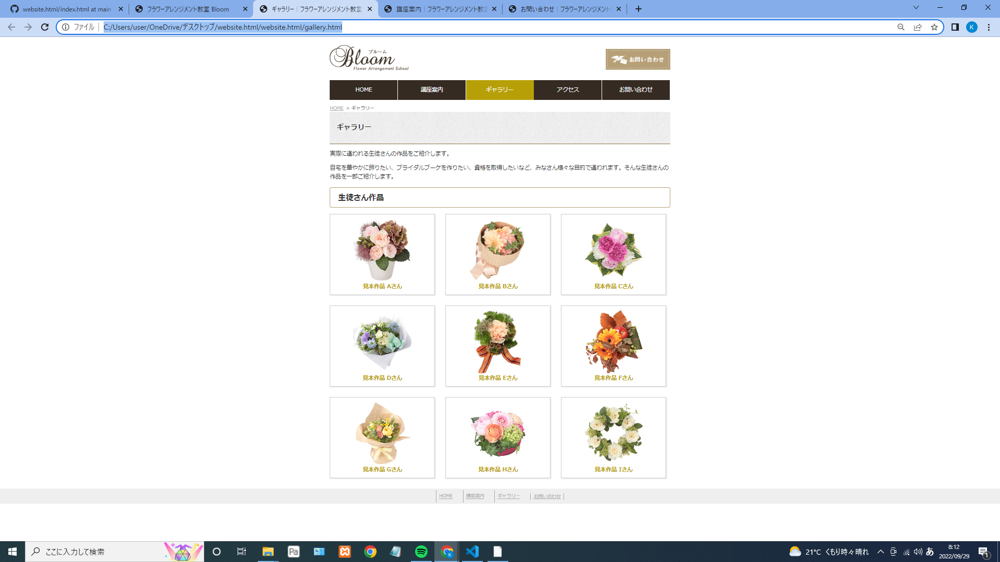 website.html/index.html at main
フラワーアレンジメント教室 Bloom
ギャラリー｜フラワーアレンジメント教室
講座案内｜フラワーアレンジメント教室
お問い合わせ｜フラワーアレンジメント
ファイル
C:/Users/user/OneDrive/デスクトップ/website.html/website.html/gallery.html
K
ブルーム
Bloom
Flower Arrangement School
お問い合わせ
HOME
講座案内
ギャラリー
アクセス
お問い合わせ
HOME > ギャラリー
ギャラリー
実際に通われる生徒さんの作品をご紹介します。
自宅を華やかに飾りたい、ブライダルブーケを作りたい、資格を取得したいなど、みなさん様々な目的で通われます。そんな生徒さんの
作品を一部ご紹介します。
生徒さん作品
見本作品 Aさん
見本作品 Bさん
見本作品 Cさん
見本作品 Dさん
見本作品 Eさん
見本作品 Fさん
見本作品 Gさん
見本作品 Hさん
見本作品 Iさん
HOME
講座案内
ギャラリー
お問い合わせ
ここに入力して検索
Pa
K
21°C くもり時々晴れ
あ
8:12
2022/09/29
1